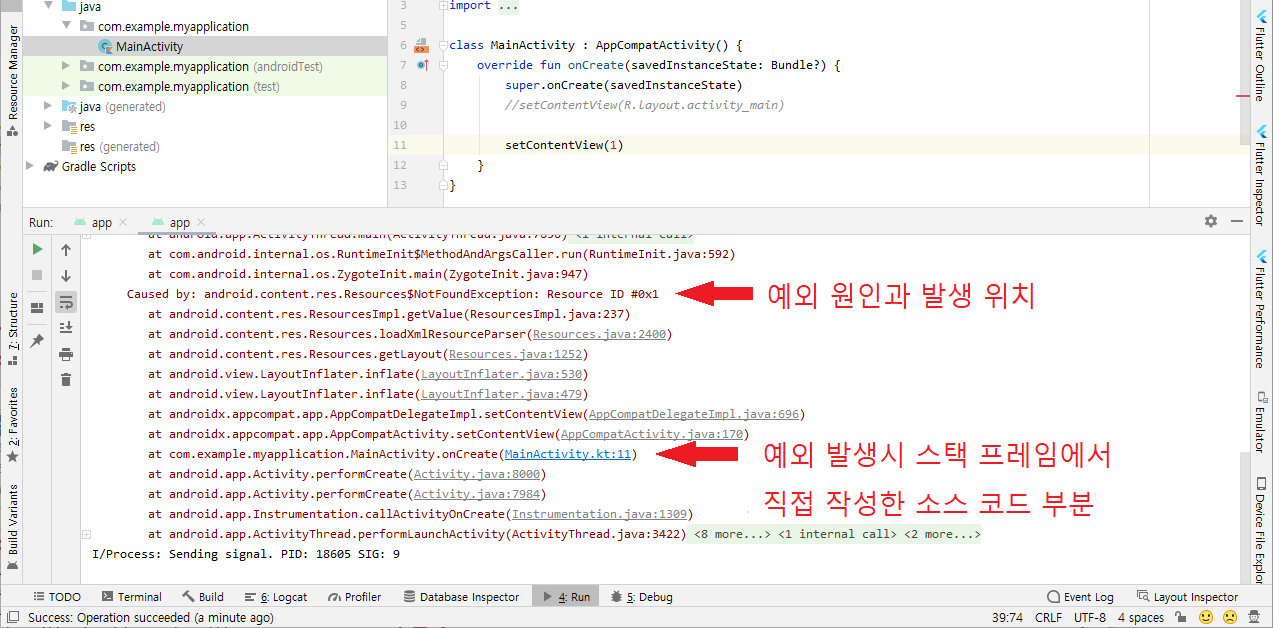 java
com.example.myapplication
MainActivity
com.example.myapplication (androidTest)
com.example.myapplication (test)
java (generated)
res
res (generated)
Gradle Scripts
Resource Manager
7: Structure
2: Favorites
Build Variants
3 import ...
5
6 class MainActivity : AppCompatActivity() {
7 override fun onCreate(savedInstanceState: Bundle?) {
8 super.onCreate(savedInstanceState)
9 //setContentView(R.layout.activity_main)
10
11 setContentView(1)
12 }
13 }
Flutter Outline
Flutter Inspector
Flutter Performance
Emulator
Device File Explor
Run: app app
at android.app.ActivityThread.main(ActivityThread.java:7656) <1 internal call>
at com.android.internal.os.RuntimeInit$MethodAndArgsCaller.run(RuntimeInit.java:592)
at com.android.internal.os.ZygoteInit.main(ZygoteInit.java:947)
Caused by: android.content.res.Resources$NotFoundException: Resource ID #0x1
예외 원인과 발생 위치
at android.content.res.ResourcesImpl.getValue(ResourcesImpl.java:237)
at android.content.res.Resources.loadXmlResourceParser(Resources.java:2400)
at android.content.res.Resources.getLayout(Resources.java:1252)
at android.view.LayoutInflater.inflate(LayoutInflater.java:530)
at android.view.LayoutInflater.inflate(LayoutInflater.java:479)
at androidx.appcompat.app.AppCompatDelegateImpl.setContentView(AppCompatDelegateImpl.java:696)
at androidx.appcompat.app.AppCompatActivity.setContentView(AppCompatActivity.java:170)
at com.example.myapplication.MainActivity.onCreate(MainActivity.kt:11)
예외 발생시 스택 프레임에서
직접 작성한 소스 코드 부분
at android.app.Activity.performCreate(Activity.java:8000)
at android.app.Activity.performCreate(Activity.java:7984)
at android.app.Instrumentation.callActivityOnCreate(Instrumentation.java:1309)
at android.app.ActivityThread.performLaunchActivity(ActivityThread.java:3422) <8 more...> <1 internal call> <2 more...>
I/Process: Sending signal. PID: 18605 SIG: 9
TODO Terminal Build 6: Logcat Profiler Database Inspector 4: Run 5: Debug Event Log Layout Inspector
Success: Operation succeeded (a minute ago) 39:74 CRLF UTF-8 4 spaces